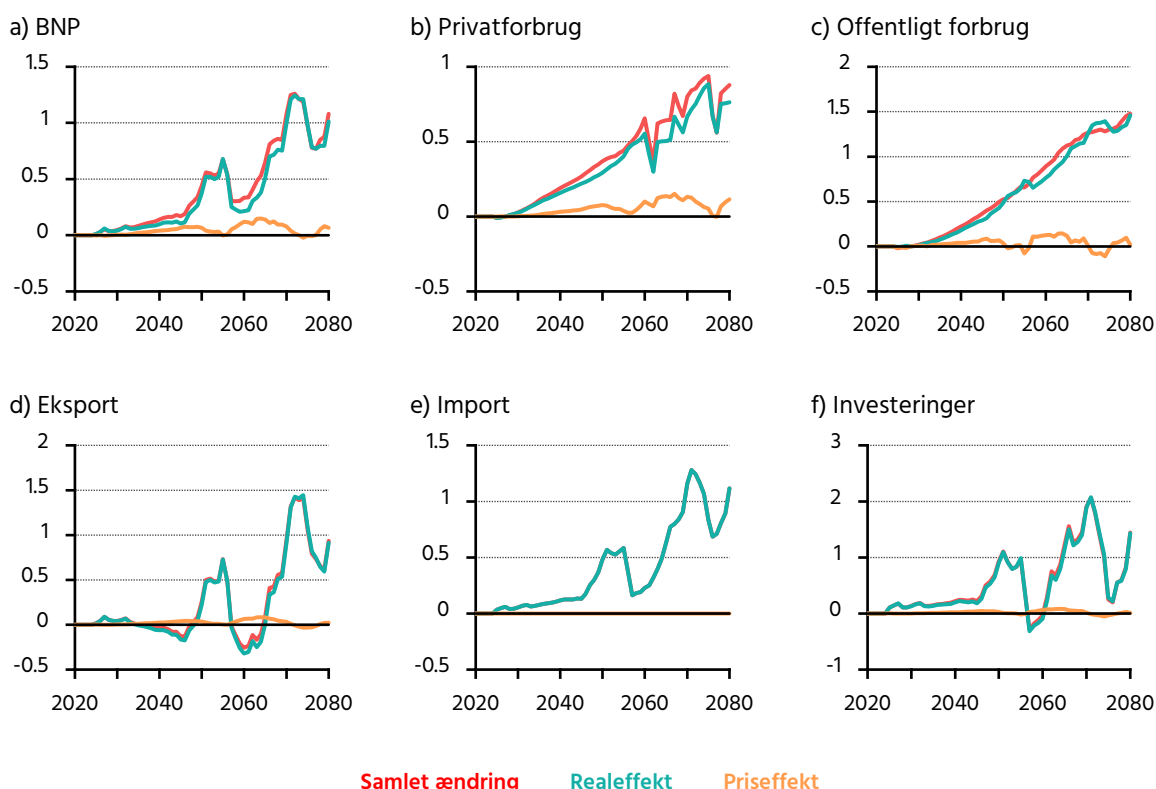 a) BNP
1.5
1
0.5
0
-0.5
2020 2040 2060 2080
b) Privatforbrug
1
0.5
0
-0.5
2020 2040 2060 2080
c) Offentligt forbrug
2
1.5
1
0.5
0
-0.5
2020 2040 2060 2080
d) Eksport
2
1.5
1
0.5
0
-0.5
2020 2040 2060 2080
e) Import
1.5
1
0.5
0
-0.5
2020 2040 2060 2080
f) Investeringer
3
2
1
0
-1
2020 2040 2060 2080
Samlet ændring Realeffekt Priseffekt